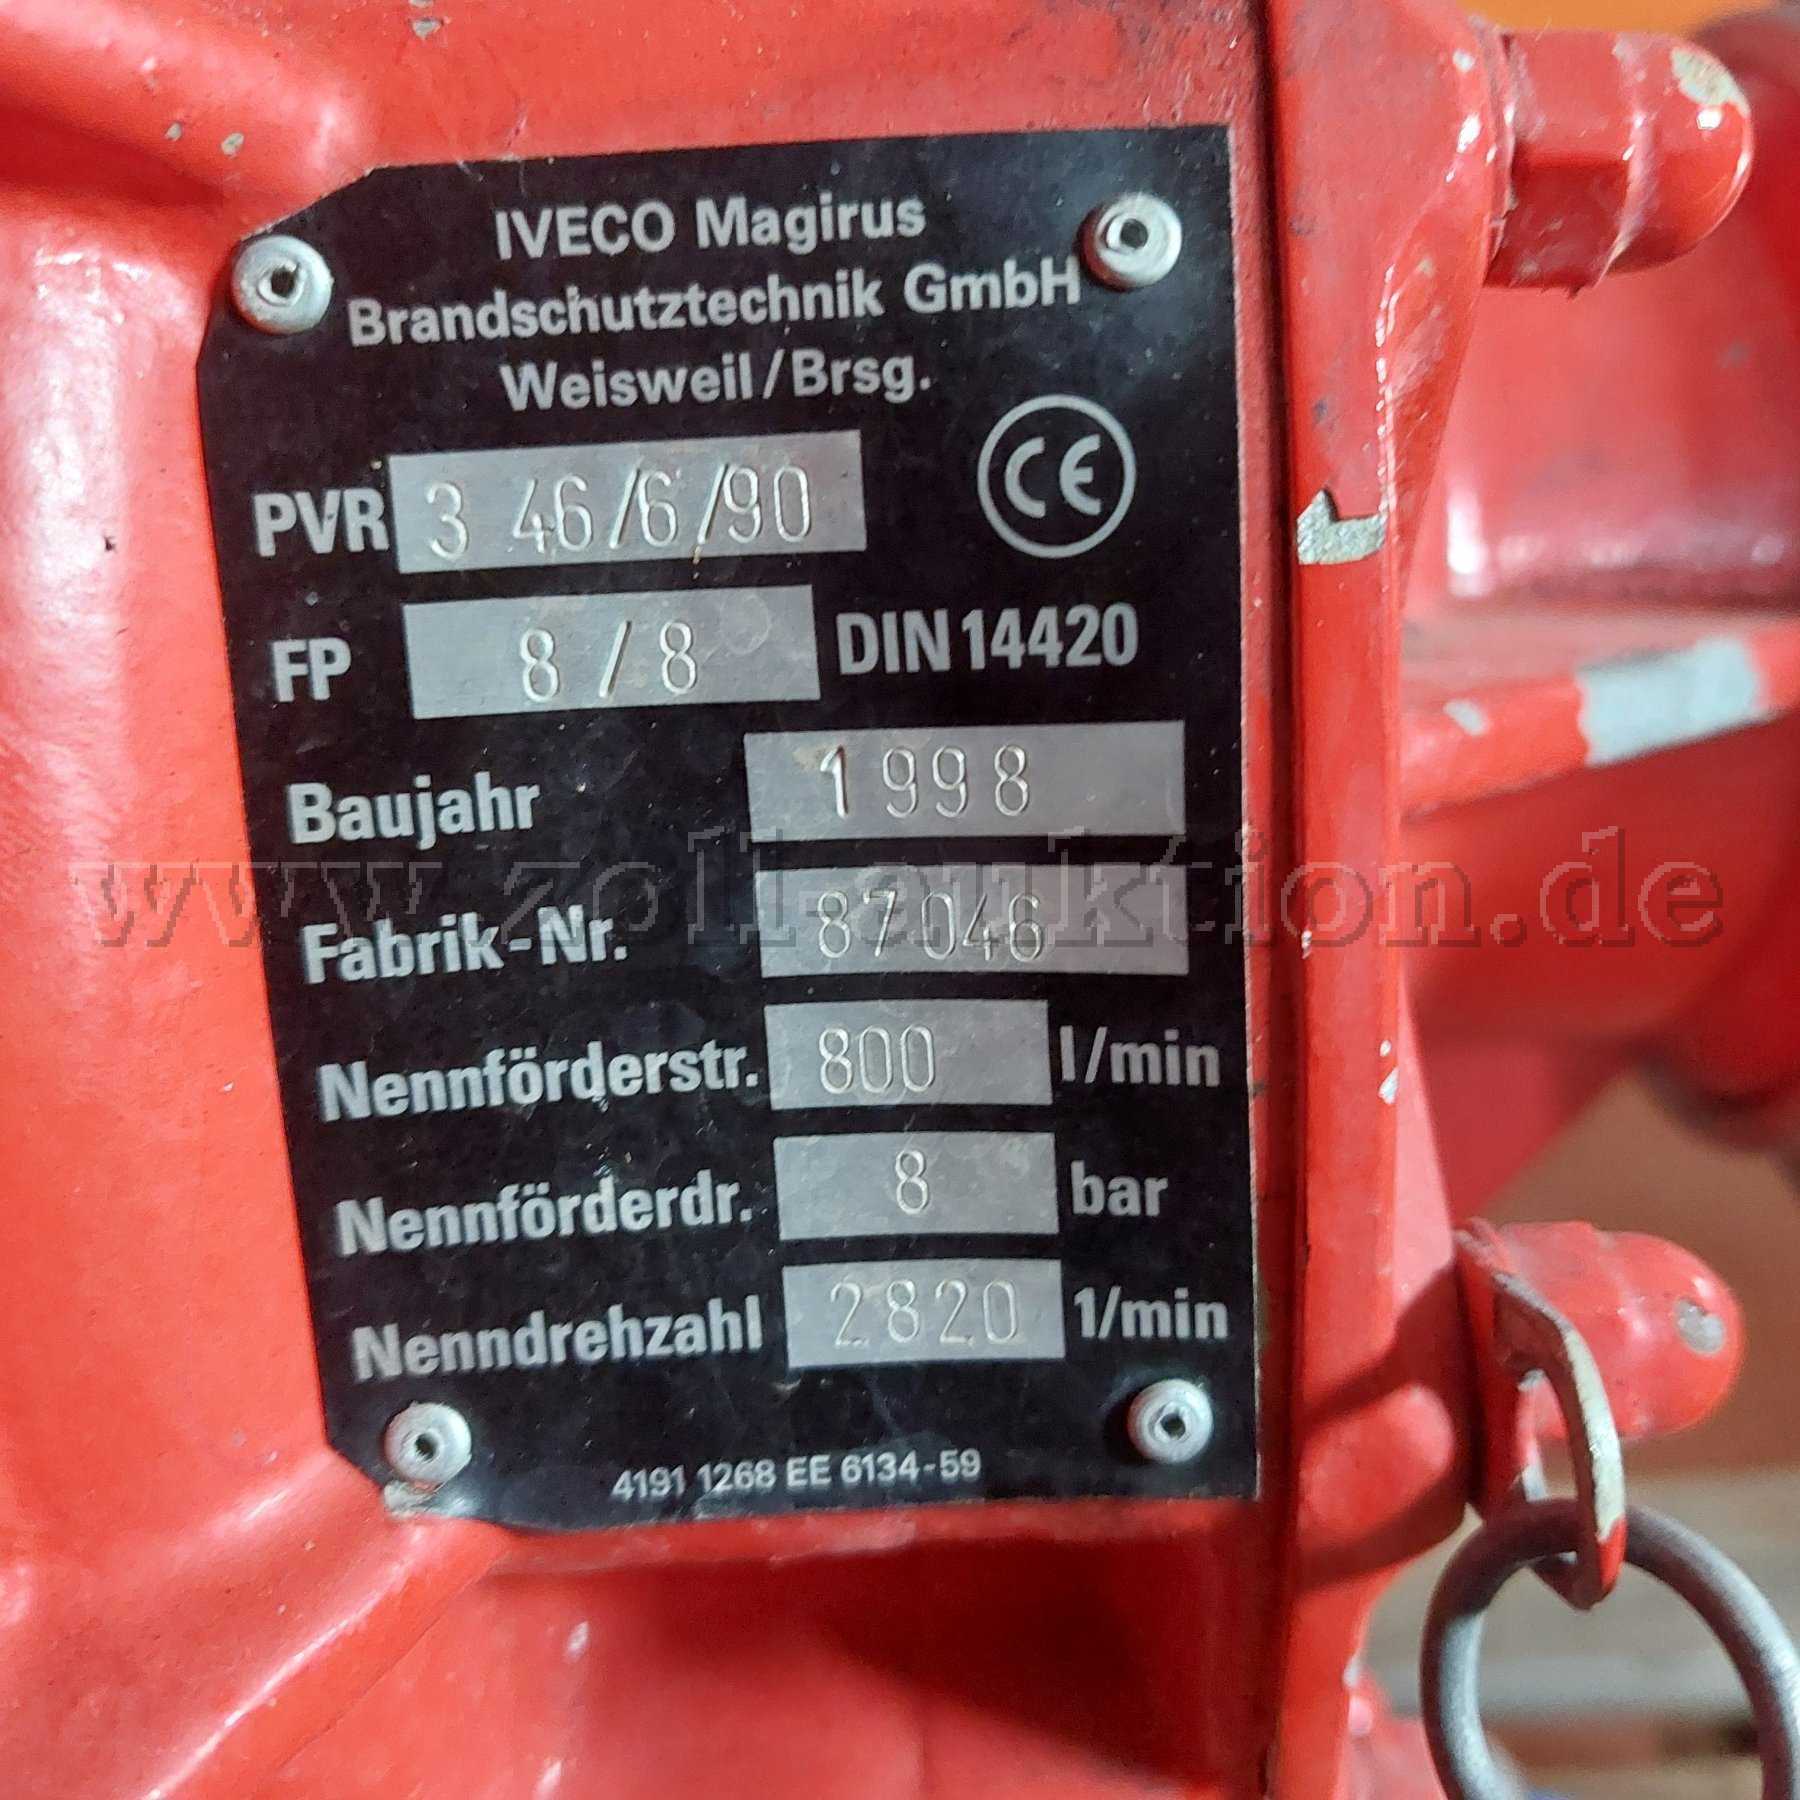 IVECO Magirus
Brandschutztechnik GmbH
Weisweil/Brsg.
CE
PVR 3 46/6/90
FP 8/8 DIN 14420
Baujahr 1998
www.zoll-auktion.de
Fabrik-Nr. 87046
Nennförderstr. 800 l/min
Nennförderdr. 8 bar
Nenndrehzahl 2820 1/min
4191 1268 EE 6134-59